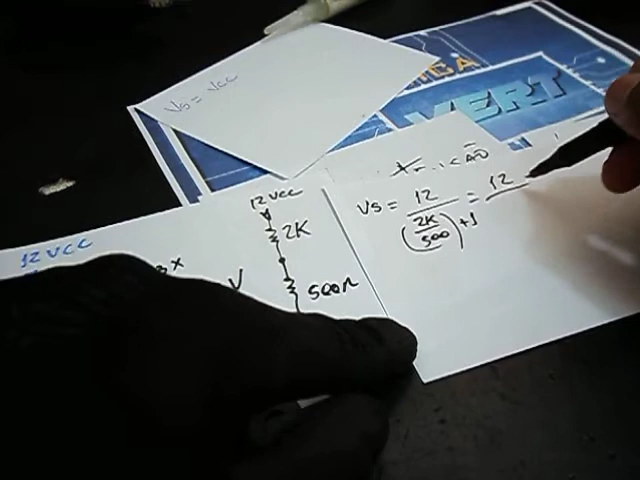 VS = VCC
VERT
12 VCC
2K
500Ω
12 VCC
VS = 12 = 12
(2K/500)+1